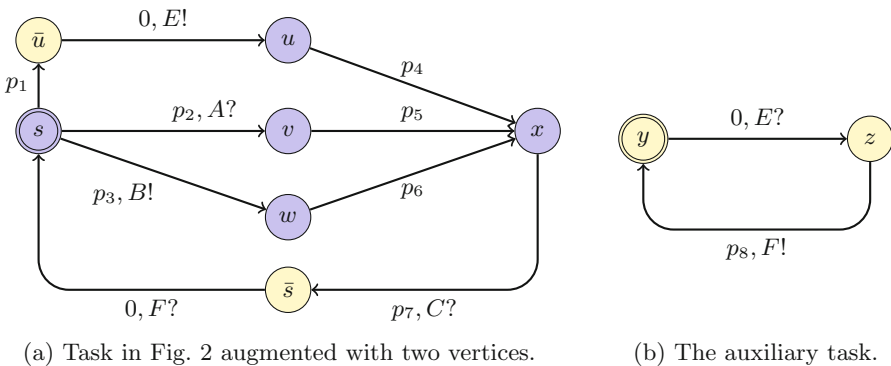 0, E!
ū u
p₁ p₄
p₂, A? p₅ 0, E?
s v x y z
p₃, B! p₆
w
p₈, F!
s̄
0, F? p₇, C?
(a) Task in Fig. 2 augmented with two vertices. (b) The auxiliary task.